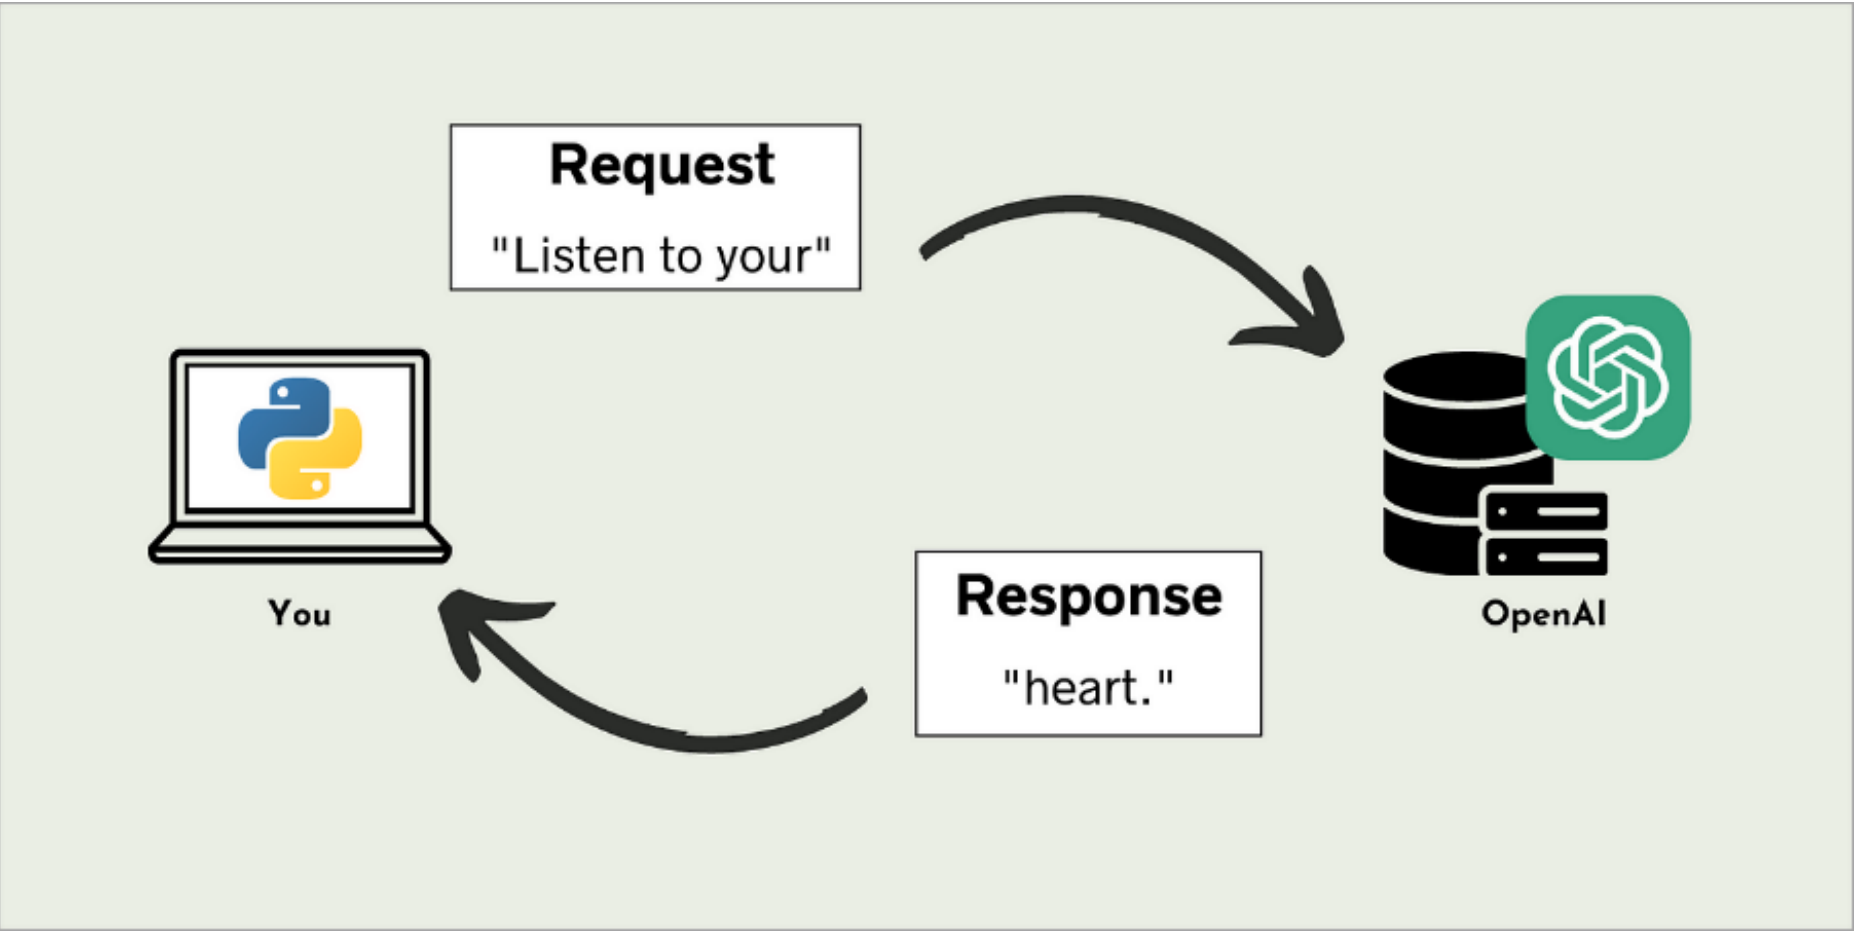 Request
"Listen to your"
You
OpenAI
Response
"heart."